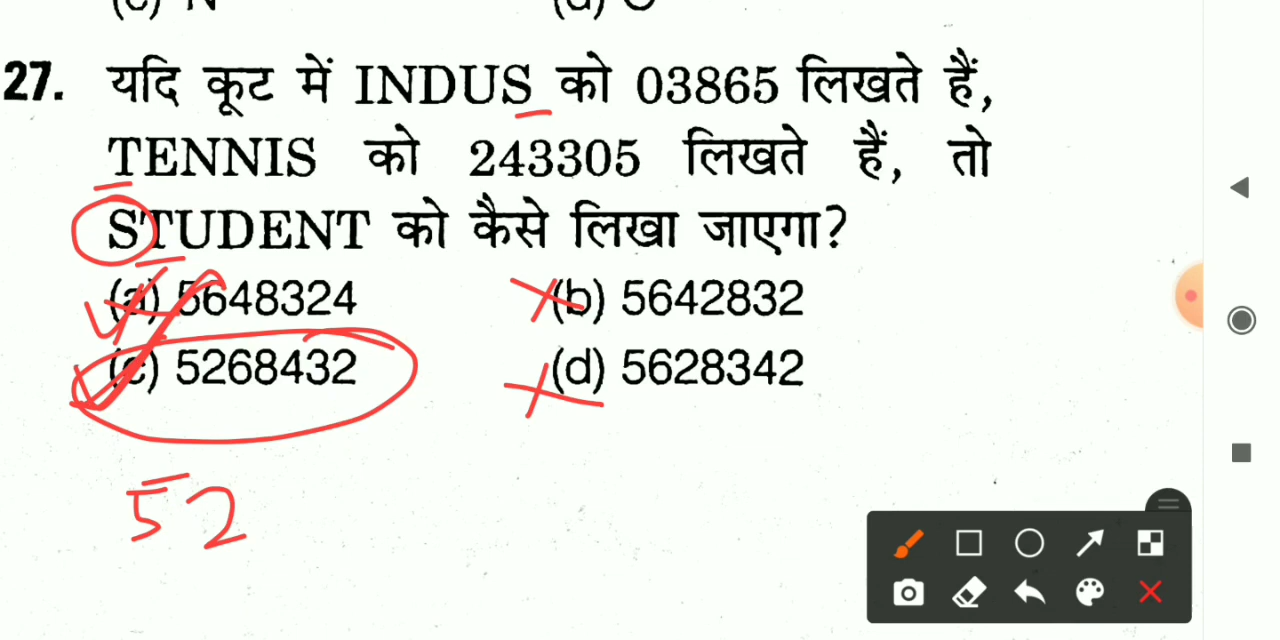 27. यदि कूट में INDUS को 03865 लिखते हैं,
TENNIS को 243305 लिखते हैं, तो
STUDENT को कैसे लिखा जाएगा?
(a) 5648324 (b) 5642832
(c) 5268432 (d) 5628342
52